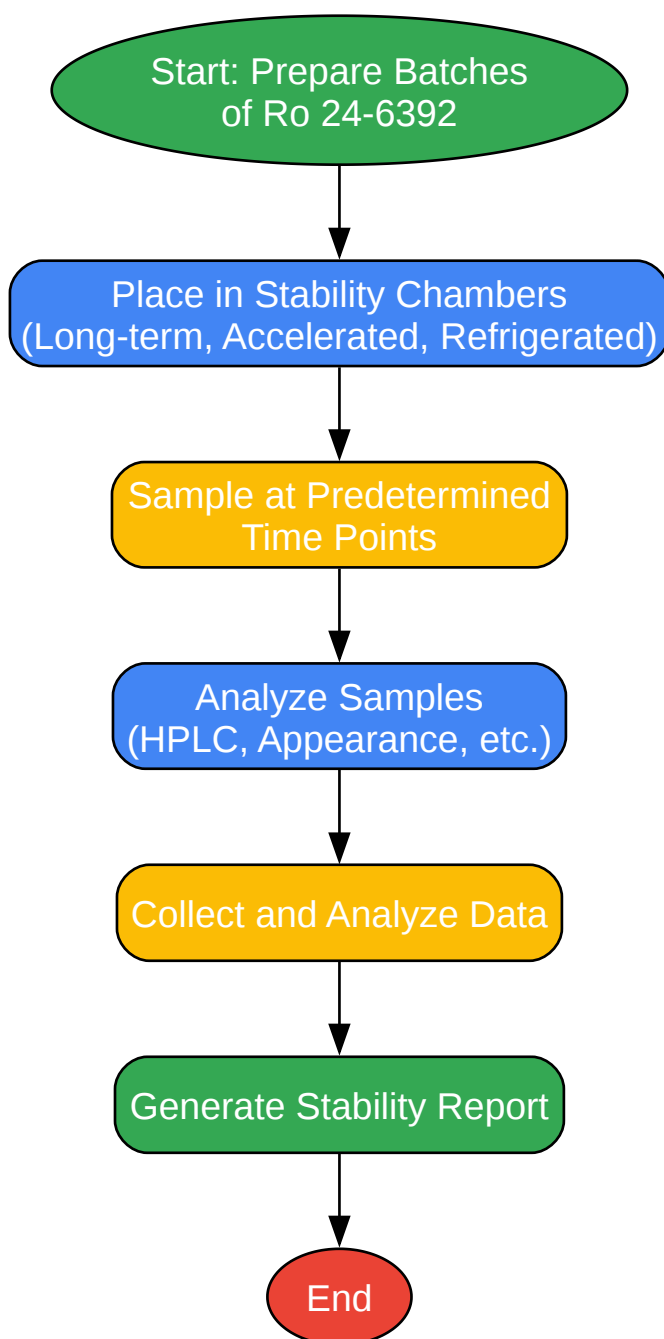 Start: Prepare Batches
of Ro 24-6392
Place in Stability Chambers
(Long-term, Accelerated, Refrigerated)
Sample at Predetermined
Time Points
Analyze Samples
(HPLC, Appearance, etc.)
Collect and Analyze Data
Generate Stability Report
End